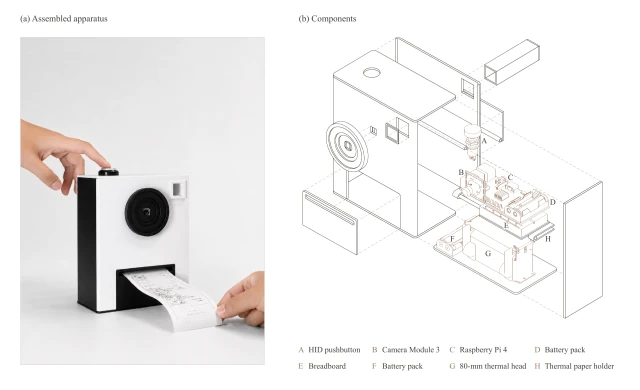 (a) Assembled apparatus
(b) Components
A
B
C
D
E
F
G
H
A HID pushbutton B Camera Module 3 C Raspberry Pi 4 D Battery pack
E Breadboard F Battery pack G 80-mm thermal head H Thermal paper holder